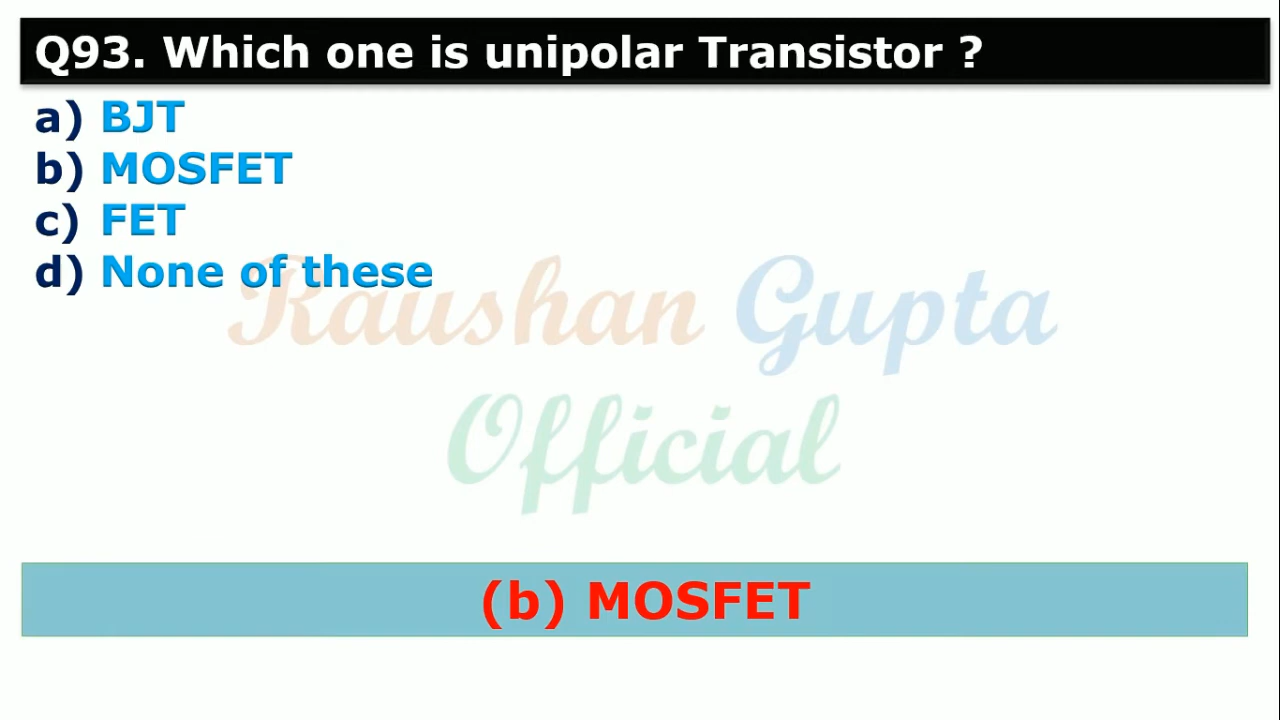 Q93. Which one is unipolar Transistor ?
a) BJT
b) MOSFET
c) FET
d) None of these
Raushan Gupta
Official
(b) MOSFET